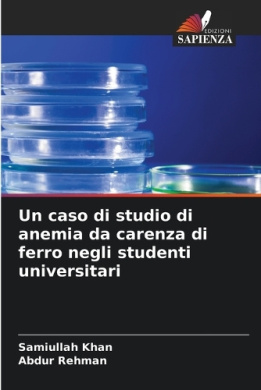 EDIZIONI
SAPIENZA
Un caso di studio di
anemia da carenza di
ferro negli studenti
universitari
Samiullah Khan
Abdur Rehman